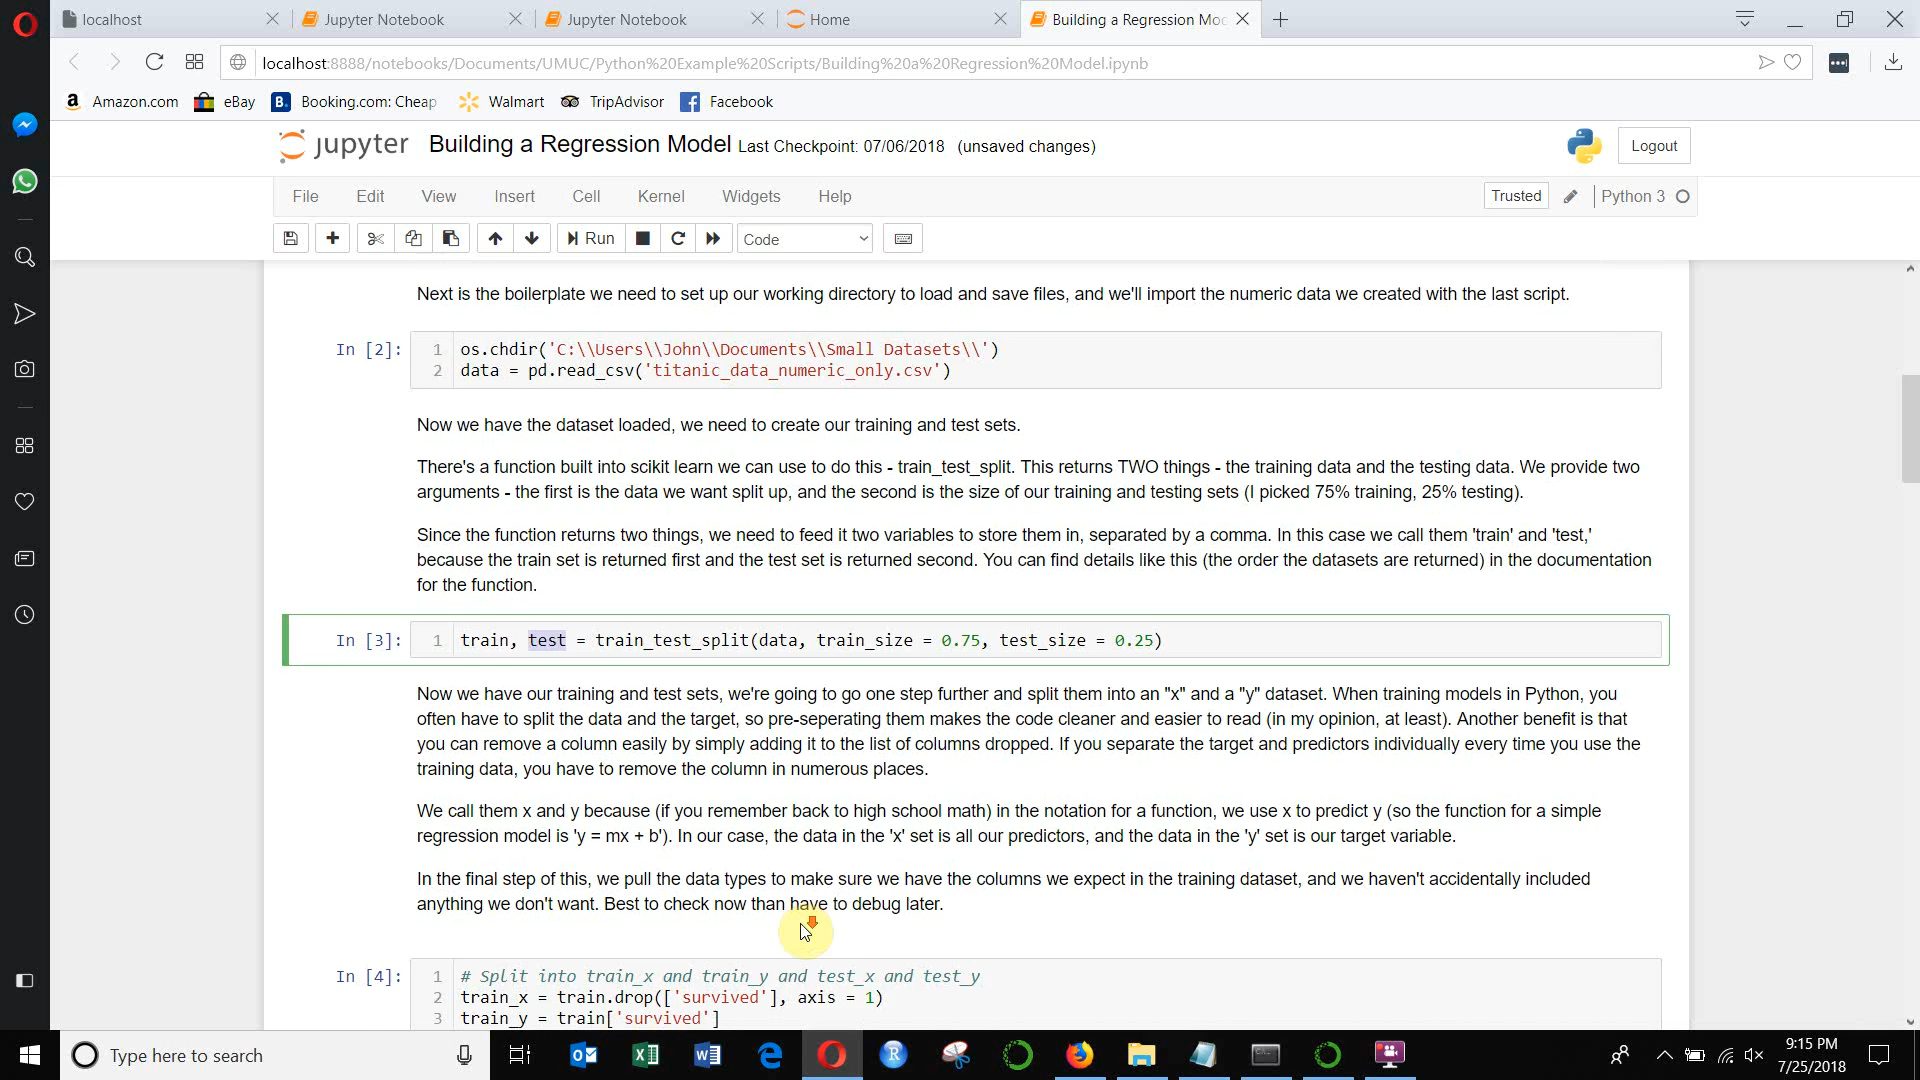 localhost
Jupyter Notebook
Jupyter Notebook
Home
Building a Regression Mod
localhost:8888/notebooks/Documents/UMUC/Python%20Example%20Scripts/Building%20a%20Regression%20Model.ipynb
Amazon.com
eBay
Booking.com: Cheap
Walmart
TripAdvisor
Facebook
jupyter
Building a Regression Model Last Checkpoint: 07/06/2018 (unsaved changes)
Logout
File Edit View Insert Cell Kernel Widgets Help
Trusted
Python 3
Run
Code
Next is the boilerplate we need to set up our working directory to load and save files, and we'll import the numeric data we created with the last script.
In [2]:
1 os.chdir('C:\\Users\\John\\Documents\\Small Datasets\\')
2 data = pd.read_csv('titanic_data_numeric_only.csv')
Now we have the dataset loaded, we need to create our training and test sets.
There's a function built into scikit learn we can use to do this - train_test_split. This returns TWO things - the training data and the testing data. We provide two
arguments - the first is the data we want split up, and the second is the size of our training and testing sets (I picked 75% training, 25% testing).
Since the function returns two things, we need to feed it two variables to store them in, separated by a comma. In this case we call them 'train' and 'test,'
because the train set is returned first and the test set is returned second. You can find details like this (the order the datasets are returned) in the documentation
for the function.
In [3]:
1 train, test = train_test_split(data, train_size = 0.75, test_size = 0.25)
Now we have our training and test sets, we're going to go one step further and split them into an "x" and a "y" dataset. When training models in Python, you
often have to split the data and the target, so pre-seperating them makes the code cleaner and easier to read (in my opinion, at least). Another benefit is that
you can remove a column easily by simply adding it to the list of columns dropped. If you separate the target and predictors individually every time you use the
training data, you have to remove the column in numerous places.
We call them x and y because (if you remember back to high school math) in the notation for a function, we use x to predict y (so the function for a simple
regression model is 'y = mx + b'). In our case, the data in the 'x' set is all our predictors, and the data in the 'y' set is our target variable.
In the final step of this, we pull the data types to make sure we have the columns we expect in the training dataset, and we haven't accidentally included
anything we don't want. Best to check now than have to debug later.
In [4]:
1 # Split into train_x and train_y and test_x and test_y
2 train_x = train.drop(['survived'], axis = 1)
3 train_y = train['survived']
Type here to search
9:15 PM
7/25/2018